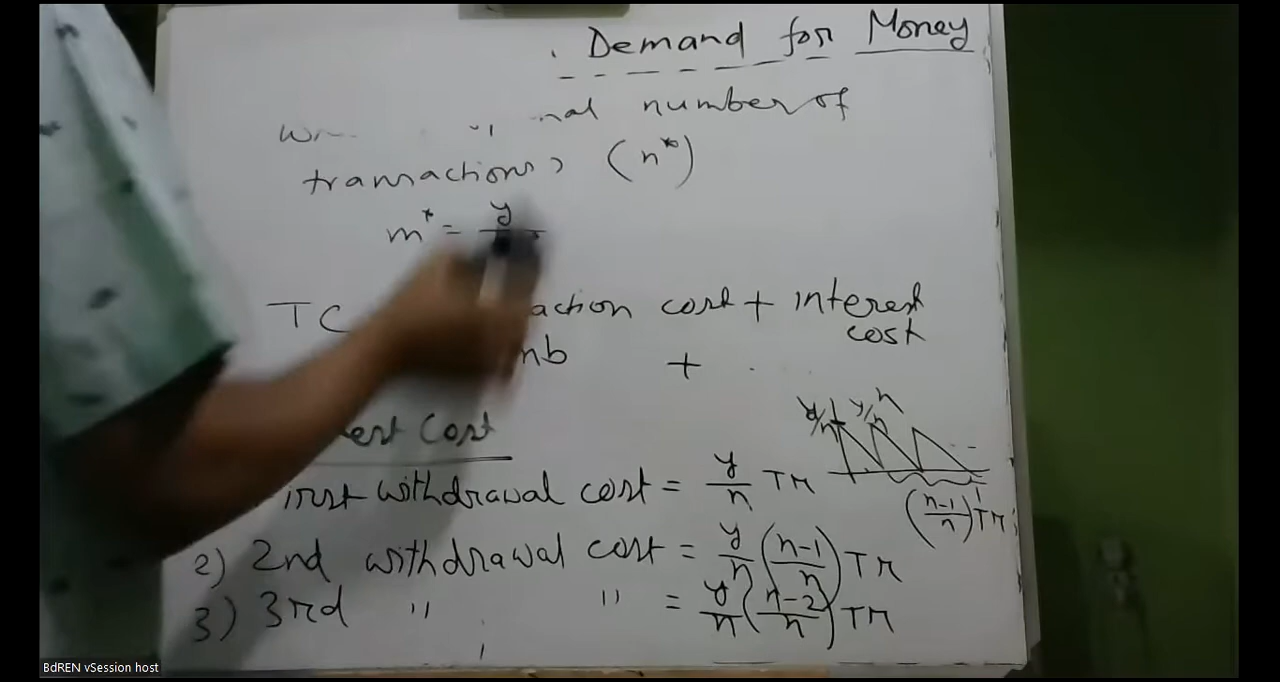 Demand for Money
number of
transactions, (n*)
m* = y
TC action cost + interest
cost
nb +
Cost
y/n y/n
withdrawal cost = y/n Tr
((n-1)/n) Tr
2) 2nd withdrawal cost = y/n ((n-1)/n) Tr
3) 3rd " " = y/n ((n-2)/n) Tr
BdREN vSession host